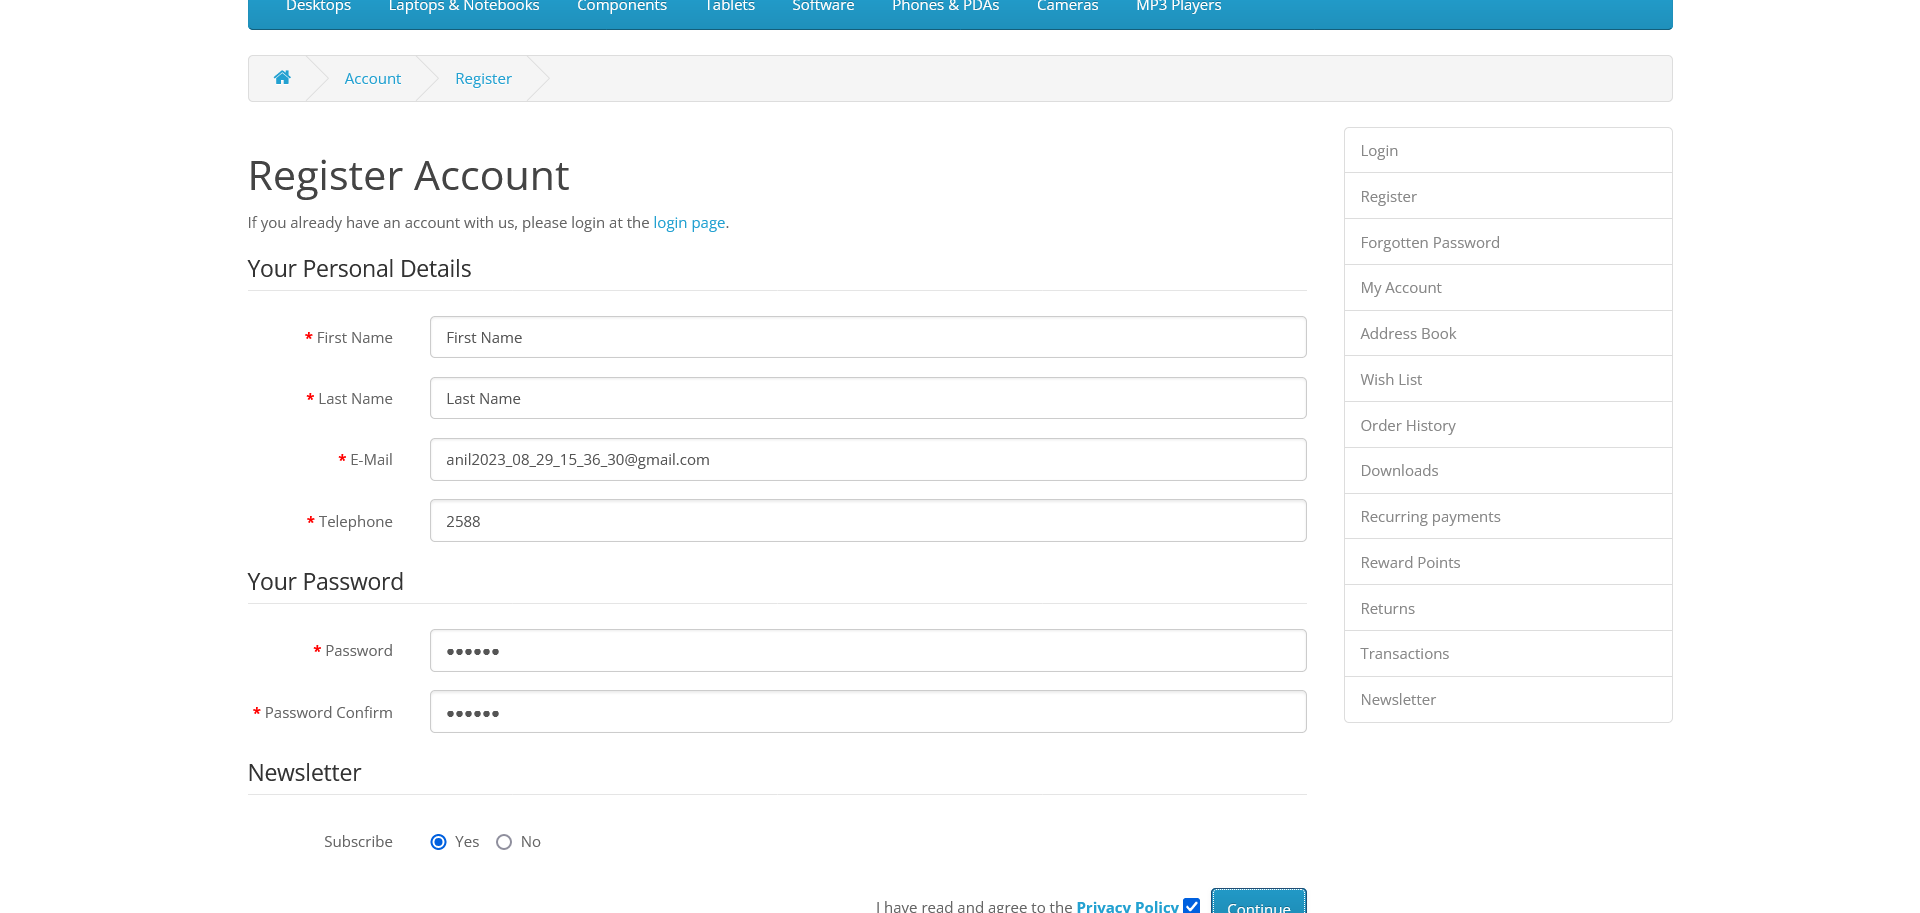 Desktops Laptops & Notebooks Components Tablets Software Phones & PDAs Cameras MP3 Players
Account Register
Register Account
If you already have an account with us, please login at the login page.
Your Personal Details
* First Name First Name
* Last Name Last Name
* E-Mail anil2023_08_29_15_36_30@gmail.com
* Telephone 2588
Your Password
* Password ●●●●●●
* Password Confirm ●●●●●●
Newsletter
Subscribe Yes No
I have read and agree to the Privacy Policy Continue
Login
Register
Forgotten Password
My Account
Address Book
Wish List
Order History
Downloads
Recurring payments
Reward Points
Returns
Transactions
Newsletter